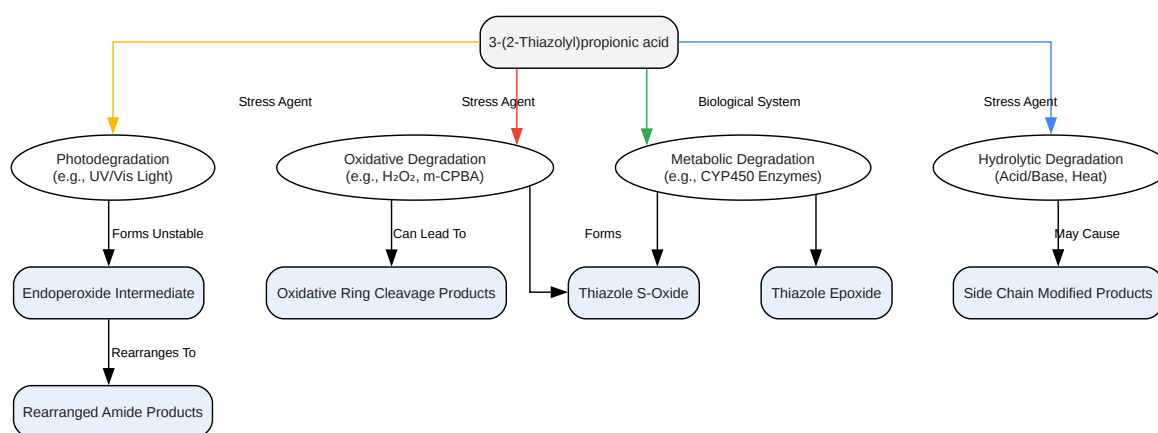 3-(2-Thiazolyl)propionic acid
Stress Agent
Stress Agent
Biological System
Stress Agent
Photodegradation
(e.g., UV/Vis Light)
Oxidative Degradation
(e.g., H₂O₂, m-CPBA)
Metabolic Degradation
(e.g., CYP450 Enzymes)
Hydrolytic Degradation
(Acid/Base, Heat)
Forms Unstable
Can Lead To
Forms
May Cause
Endoperoxide Intermediate
Oxidative Ring Cleavage Products
Thiazole S-Oxide
Thiazole Epoxide
Side Chain Modified Products
Rearranges To
Rearranged Amide Products